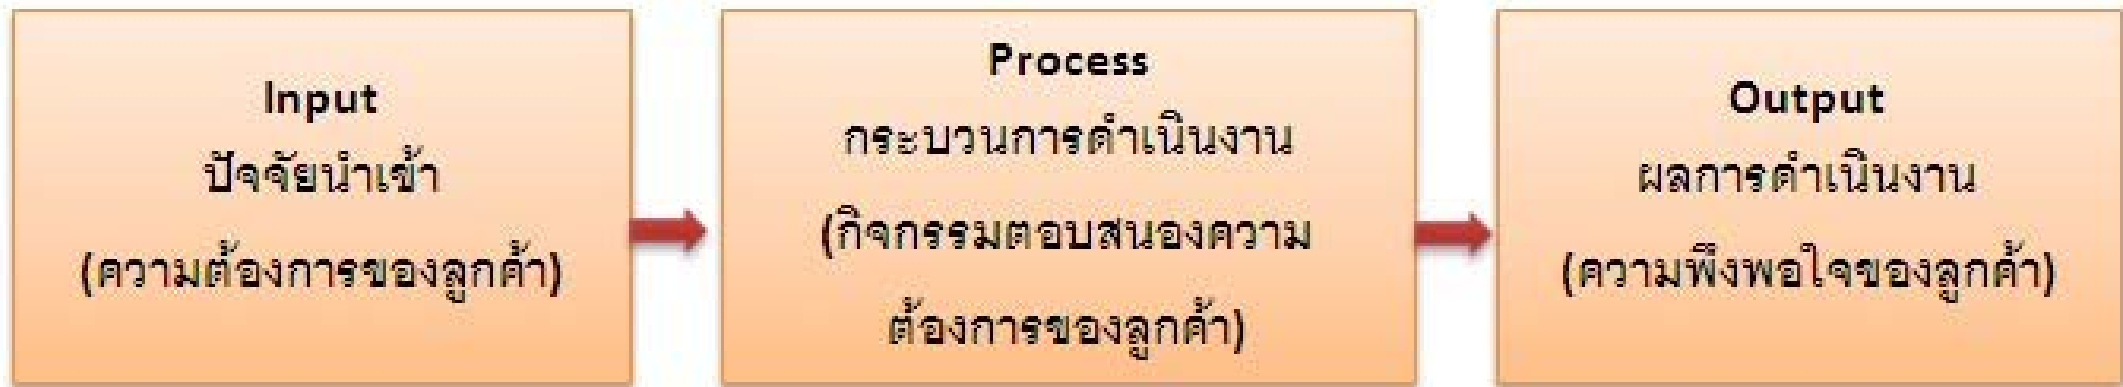 Input
ปัจจัยนำเข้า
(ความต้องการของลูกค้า)
Process
กระบวนการดำเนินงาน
(กิจกรรมตอบสนองความ
ต้องการของลูกค้า)
Output
ผลการดำเนินงาน
(ความพึงพอใจของลูกค้า)